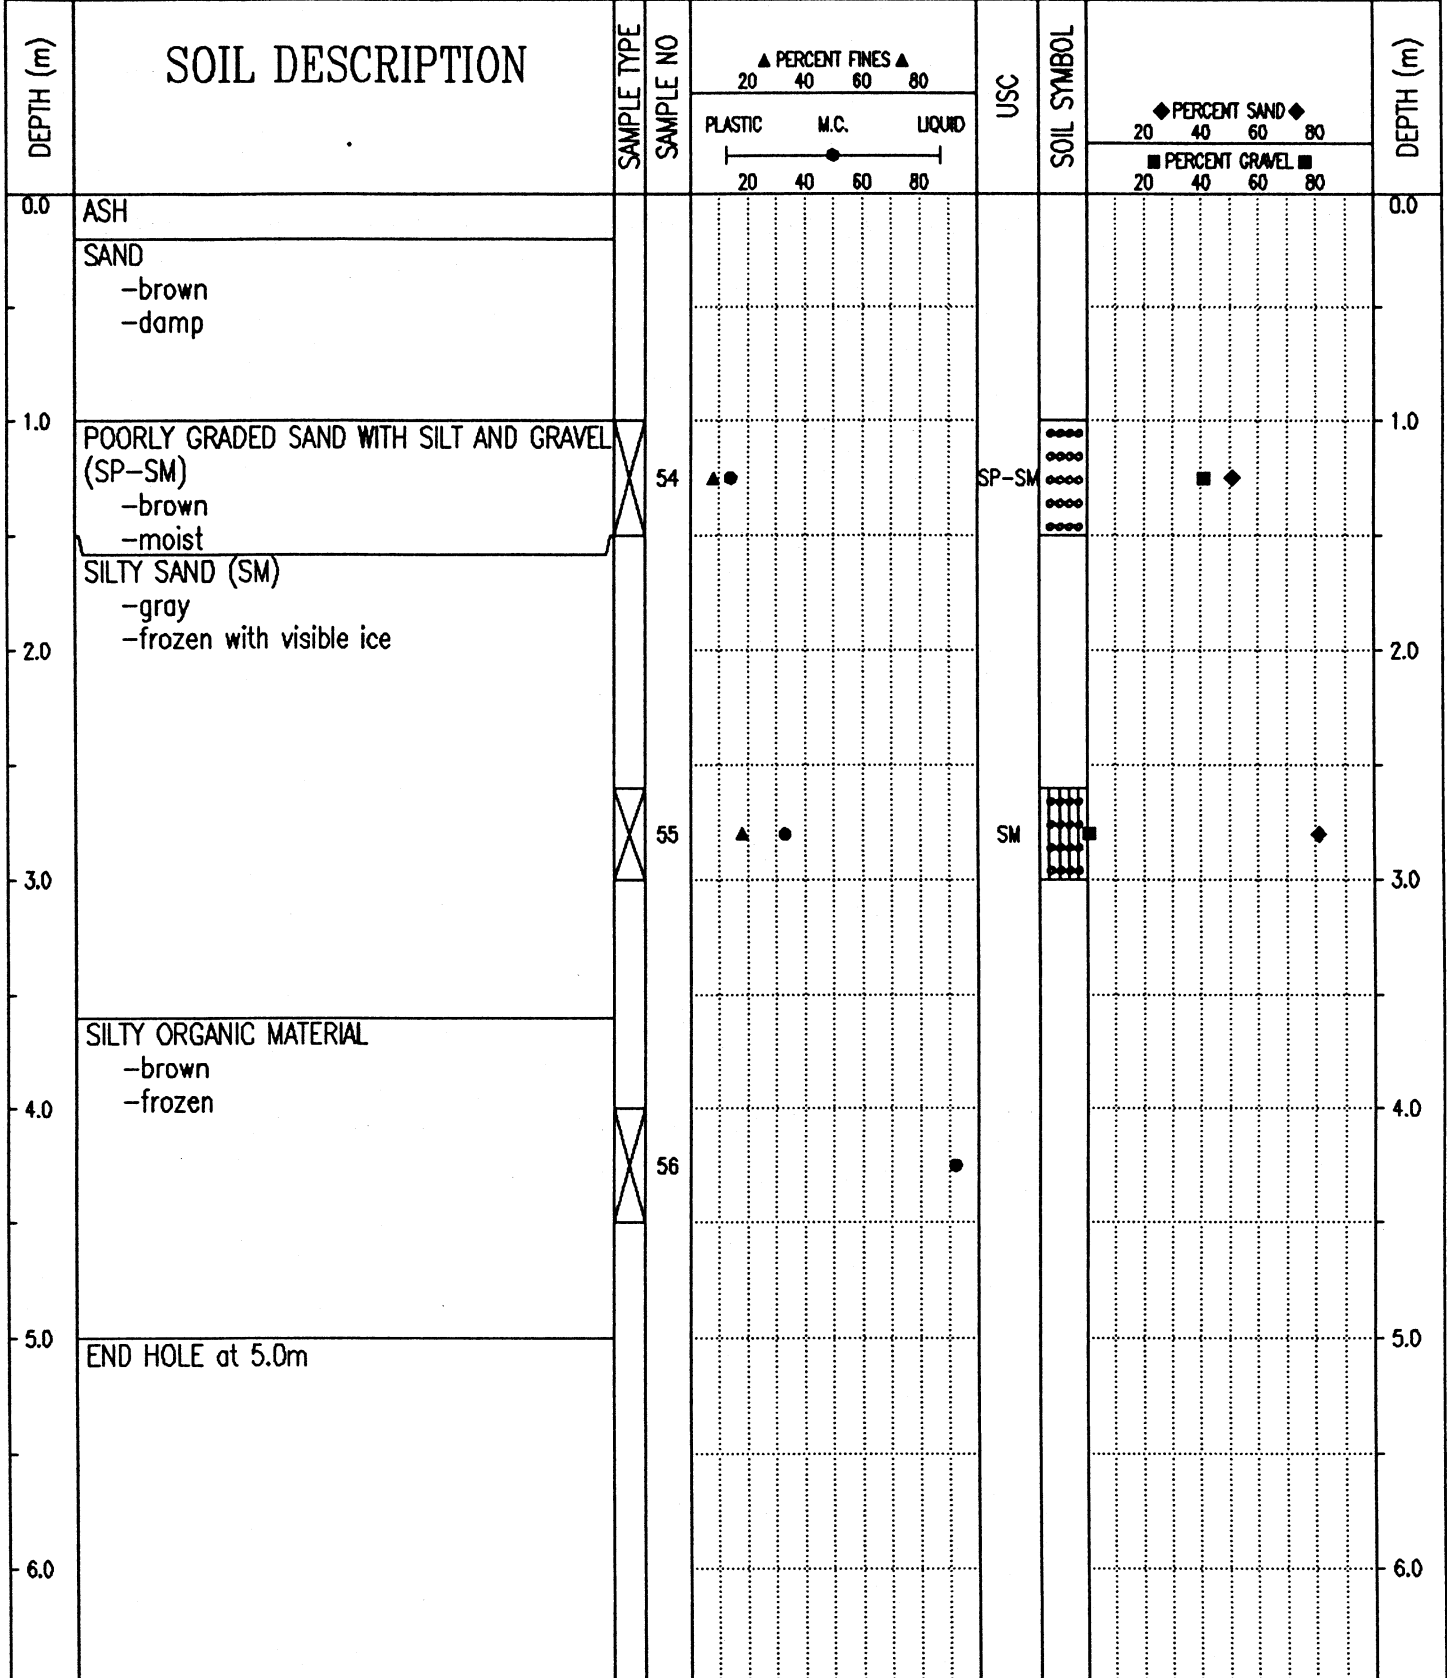 DEPTH (m)
SOIL DESCRIPTION
SAMPLE TYPE
SAMPLE NO
▲ PERCENT FINES ▲
20 40 60 80
PLASTIC M.C. LIQUID
20 40 60 80
USC
SOIL SYMBOL
◆ PERCENT SAND ◆
20 40 60 80
■ PERCENT GRAVEL ■
20 40 60 80
DEPTH (m)
0.0 ASH 0.0
SAND
-brown
-damp
1.0 1.0
POORLY GRADED SAND WITH SILT AND GRAVEL
(SP-SM) 54 SP-SM
-brown
-moist
SILTY SAND (SM)
-gray
-frozen with visible ice
2.0 2.0
55 SM
3.0 3.0
SILTY ORGANIC MATERIAL
-brown
-frozen
4.0 4.0
56
5.0 5.0
END HOLE at 5.0m
6.0 6.0